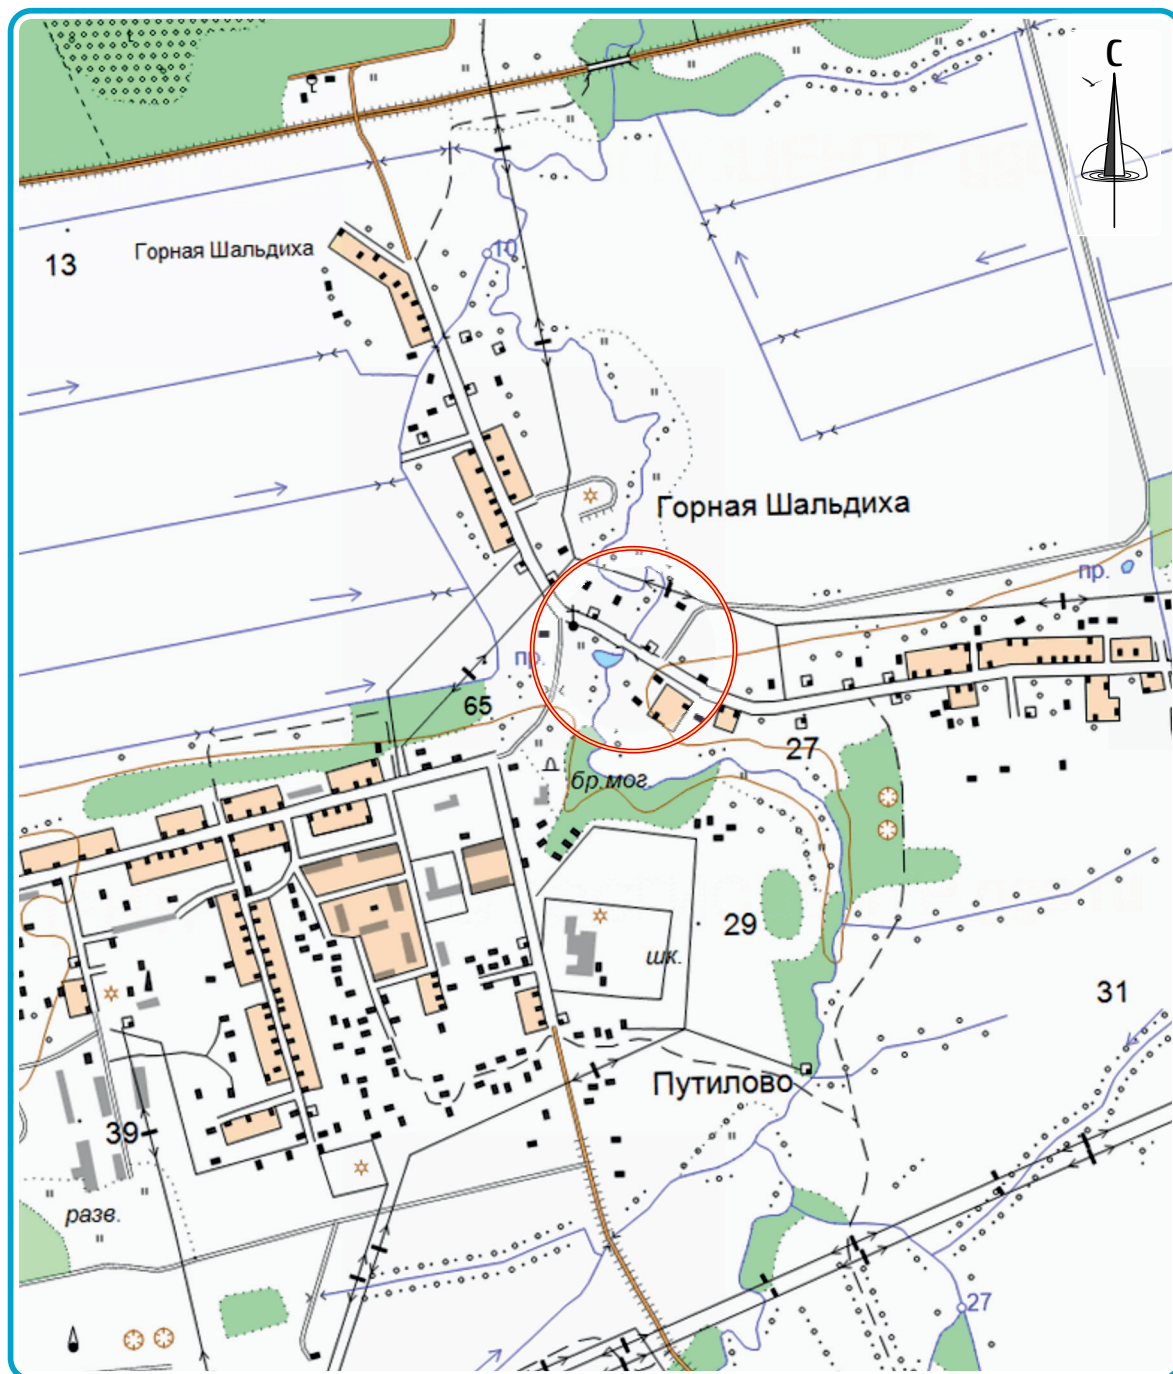 С
13
Горная Шальдиха
10
Горная Шальдиха
пр.
пр.
65
27
бр.мог.
29
шк.
31
Путилово
39
разв.
27